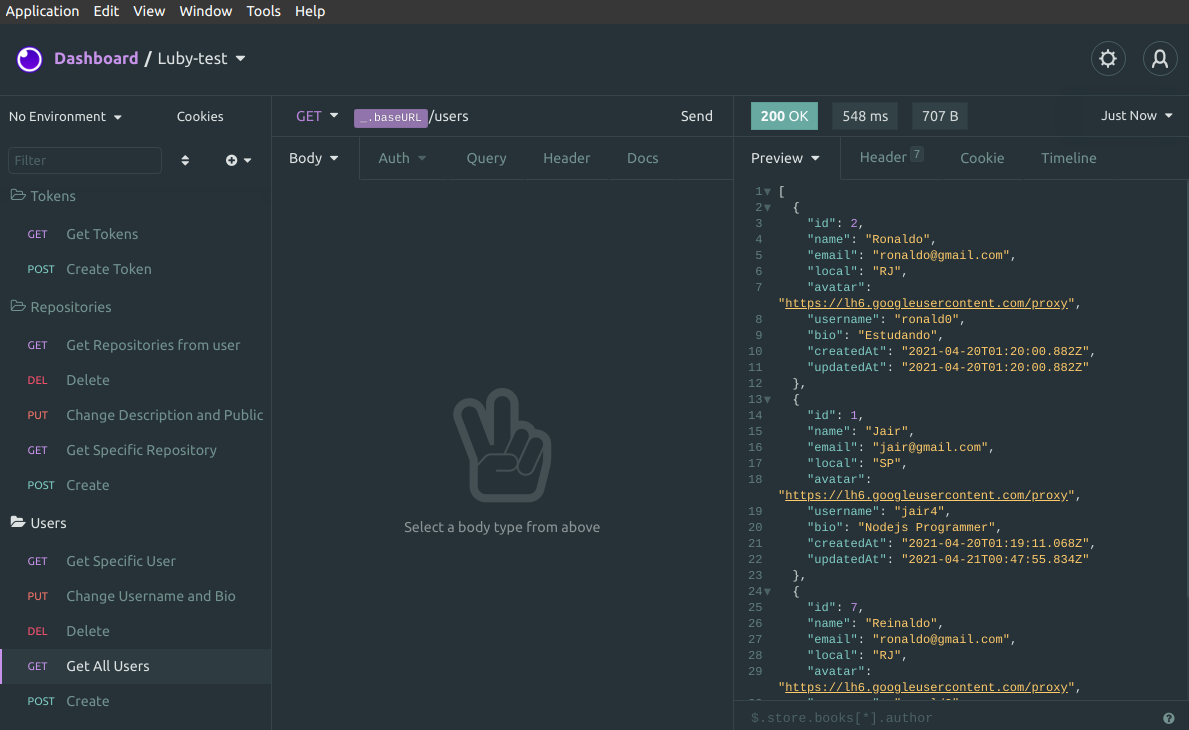 Application Edit View Window Tools Help
Dashboard / Luby-test
No Environment Cookies
GET _.baseURL/users Send
200 OK 548 ms 707 B Just Now
Filter
Body Auth Query Header Docs
Preview Header 7 Cookie Timeline
Tokens
GET Get Tokens
POST Create Token
Repositories
GET Get Repositories from user
DEL Delete
PUT Change Description and Public
GET Get Specific Repository
POST Create
Users
GET Get Specific User
PUT Change Username and Bio
DEL Delete
GET Get All Users
POST Create
Select a body type from above
1 [
2 {
3 "id": 2,
4 "name": "Ronaldo",
5 "email": "ronaldo@gmail.com",
6 "local": "RJ",
7 "avatar":
"https://lh6.googleusercontent.com/proxy",
8 "username": "ronald0",
9 "bio": "Estudando",
10 "createdAt": "2021-04-20T01:20:00.882Z",
11 "updatedAt": "2021-04-20T01:20:00.882Z"
12 },
13 {
14 "id": 1,
15 "name": "Jair",
16 "email": "jair@gmail.com",
17 "local": "SP",
18 "avatar":
"https://lh6.googleusercontent.com/proxy",
19 "username": "jair4",
20 "bio": "Nodejs Programmer",
21 "createdAt": "2021-04-20T01:19:11.068Z",
22 "updatedAt": "2021-04-21T00:47:55.834Z"
23 },
24 {
25 "id": 7,
26 "name": "Reinaldo",
27 "email": "ronaldo@gmail.com",
28 "local": "RJ",
29 "avatar":
"https://lh6.googleusercontent.com/proxy",
$.store.books[*].author